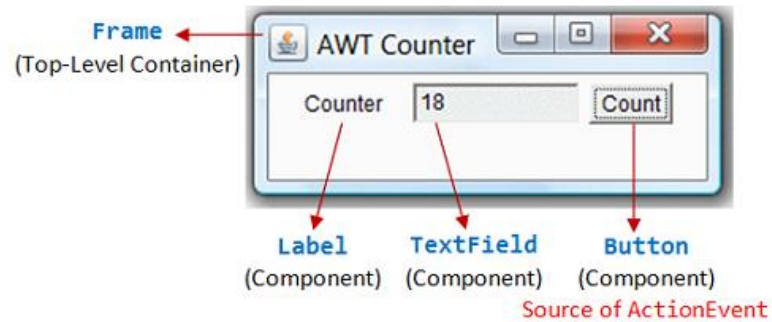 Frame
(Top-Level Container)
AWT Counter
Counter 18 Count
Label TextField Button
(Component) (Component) (Component)
Source of ActionEvent